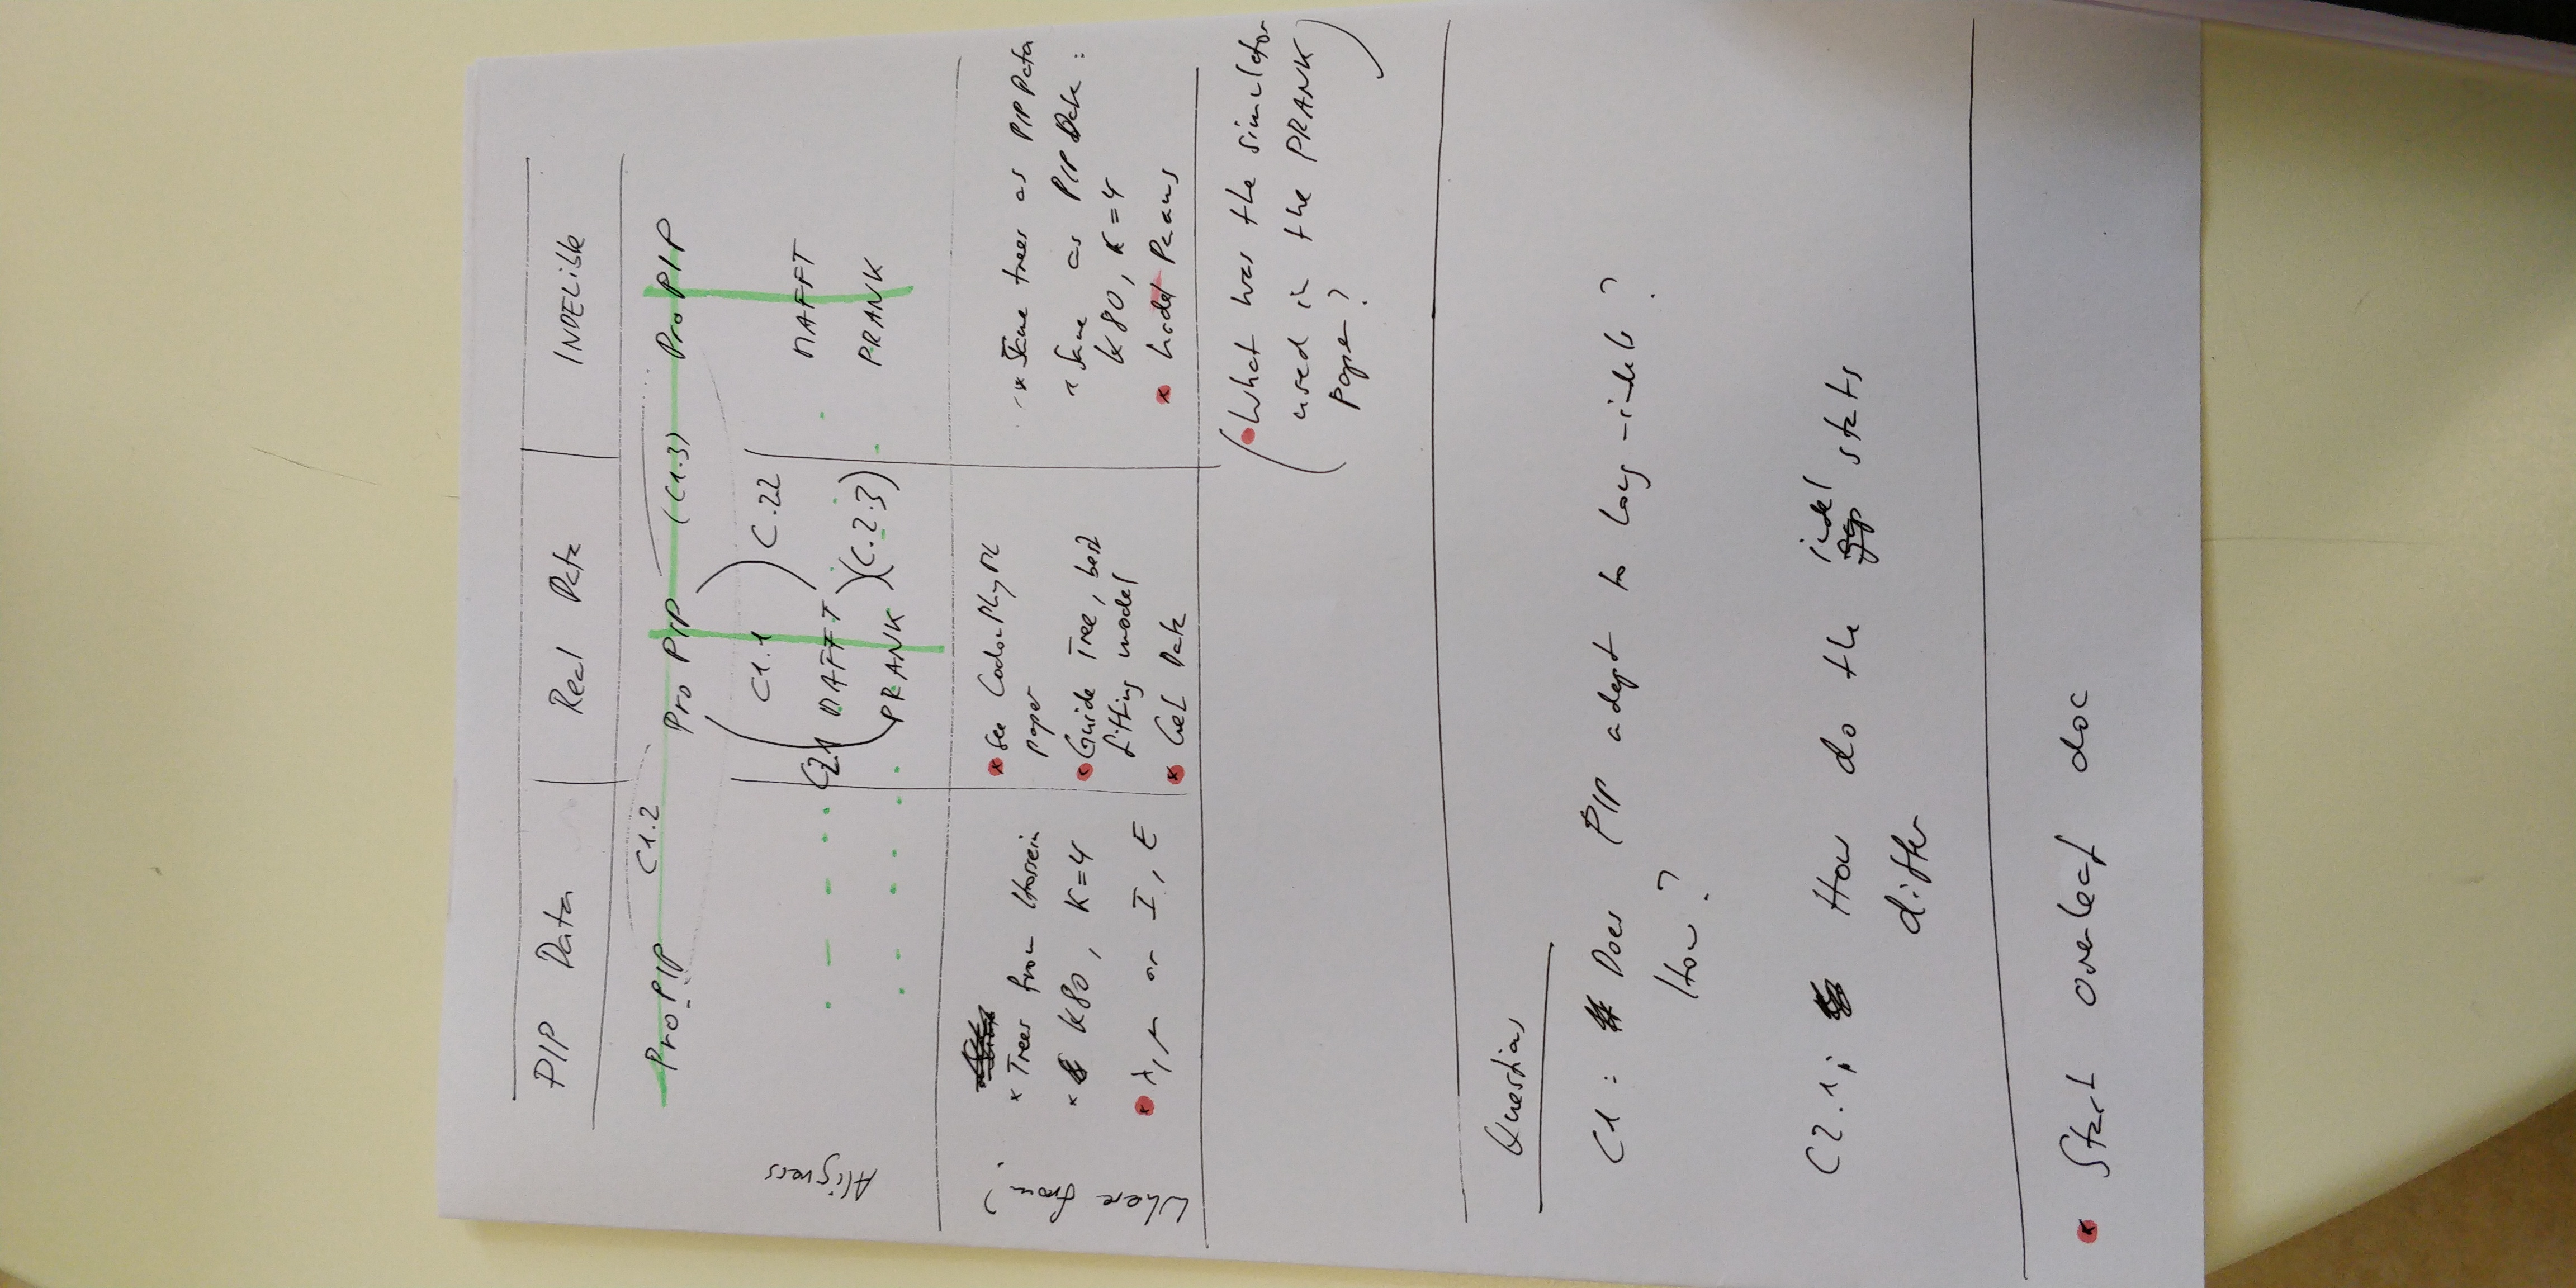 PIP Data Real Data INDELible
ProPIP C1.2 ProPIP (C1.3) ProPIP
Aligners
C1.1 C.22
C2.1 MAFFT MAFFT
PRANK (C.2.3) PRANK
Where from?
x Trees from Hossein
x K80, K=4
x λ, μ or I, E
x See CodonPhyML
paper
x Guide Tree, best
fitting model
x Get Data
x Same trees as PIP Data
x Same as PIP Data:
K80, K=4
x Model Params
(What was the simulator
used in the PRANK
paper?)
Questions
C1: Does PIP adapt to long-indels?
How?
C2.1: How do the indel stats
differ
x Start overleaf doc